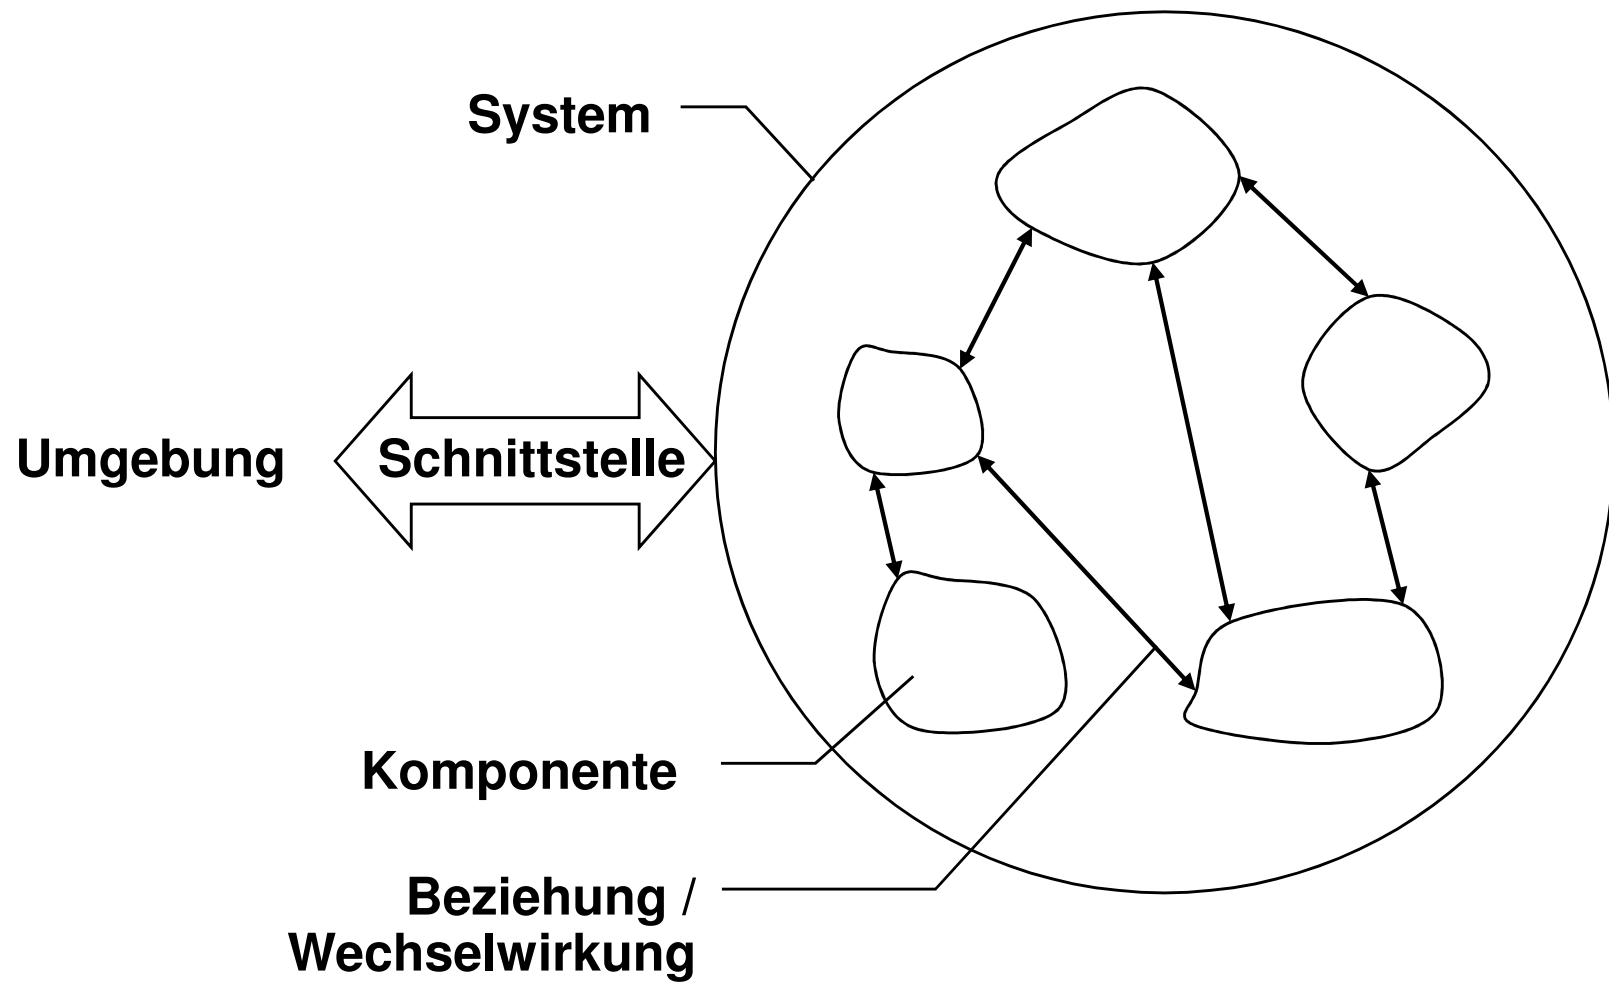 System
Umgebung
Schnittstelle
Komponente
Beziehung /
Wechselwirkung